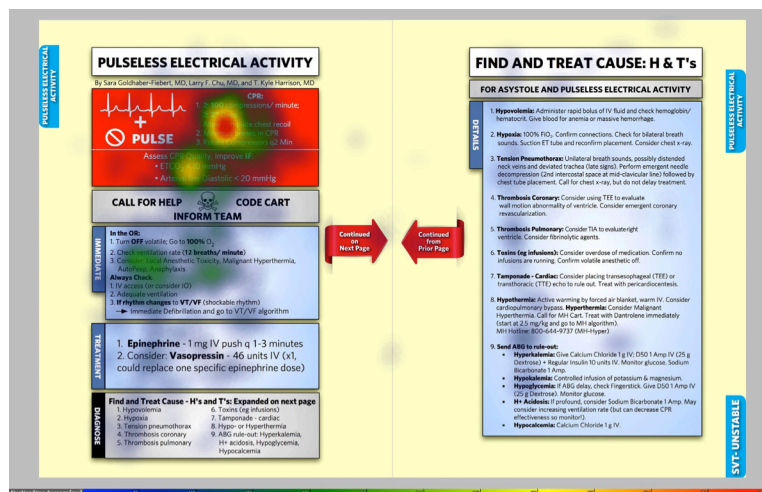 PULSELESS ELECTRICAL
ACTIVITY
PULSELESS ELECTRICAL ACTIVITY
By Sara Goldhaber-Fiebert, MD, Larry F. Chu, MD, and T. Kyle Harrison, MD
+
PULSE
CPR:
1. ≥ 100 compressions/ minute;
chest recoil
in CPR
q2 Min
Assess CPR Quality, Improve IF
• Diastolic < 20 mmHg
CALL FOR HELP CODE CART
INFORM TEAM
IMMEDIATE
In the OR:
1. Turn OFF volatile; Go to 100% O2
2. Check ventilation rate (12 breaths/ minute)
3. Consider: Local Anesthetic Toxicity, Malignant Hyperthermia,
AutoPeep, Anaphylaxis
Always Check:
1. IV access (or consider IO)
2. Adequate ventilation
3. If rhythm changes to VT/VF (shockable rhythm)
Immediate Defibrillation and go to VT/VF algorithm
TREATMENT
1. Epinephrine - 1 mg IV push q 1-3 minutes
2. Consider: Vasopressin - 46 units IV (x1,
could replace one specific epinephrine dose)
DIAGNOSE
Find and Treat Cause - H's and T's: Expanded on next page
1. Hypovolemia
2. Hypoxia
3. Tension pneumothorax
4. Thrombosis coronary
5. Thrombosis pulmonary
6. Toxins (eg infusions)
7. Tamponade - cardiac
8. Hypo- or Hyperthermia
9. ABG rule-out: Hyperkalemia,
H+ acidosis, Hypoglycemia,
Hypocalcemia
Continued
on
Next Page
Continued
from
Prior Page
FIND AND TREAT CAUSE: H & T's
FOR ASYSTOLE AND PULSELESS ELECTRICAL ACTIVITY
DETAILS
1. Hypovolemia: Administer rapid bolus of IV fluid and check hemoglobin/
hematocrit. Give blood for anemia or massive hemorrhage.
2. Hypoxia: 100% FiO2. Confirm connections. Check for bilateral breath
sounds. Suction ET tube and reconfirm placement. Consider chest x-ray.
3. Tension Pneumothorax: Unilateral breath sounds, possibly distended
neck veins and deviated trachea (late signs). Perform emergent needle
decompression (2nd intercostal space at mid-clavicular line) followed by
chest tube placement. Call for chest x-ray, but do not delay treatment.
4. Thrombosis Coronary: Consider using TEE to evaluate
wall motion abnormality of ventricle. Consider emergent coronary
revascularization.
5. Thrombosis Pulmonary: Consider TIA to evaluate right
ventricle. Consider fibrinolytic agents.
6. Toxins (eg infusions): Consider overdose of medication. Confirm no
infusions are running. Confirm volatile anesthetic off.
7. Tamponade - Cardiac: Consider placing transesophageal (TEE) or
transthoracic (TTE) echo to rule out. Treat with pericardiocentesis.
8. Hypothermia: Active warming by forced air blanket, warm IV. Consider
cardiopulmonary bypass. Hyperthermia: Consider Malignant
Hyperthermia. Call for MH Cart. Treat with Dantrolene immediately
(start at 2.5 mg/kg and go to MH algorithm).
MH Hotline: 800-644-9737 (MH-Hyper)
9. Send ABG to rule-out:
• Hyperkalemia: Give Calcium Chloride 1 g IV; D50 1 Amp IV (25 g
Dextrose) + Regular Insulin 10 units IV. Monitor glucose. Sodium
Bicarbonate 1 Amp.
• Hypokalemia: Controlled infusion of potassium & magnesium.
• Hypoglycemia: If ABG delay, check Fingerstick. Give D50 1 Amp IV
(25 g Dextrose). Monitor glucose.
• H+ Acidosis: If profound, consider Sodium Bicarbonate 1 Amp. May
consider increasing ventilation rate (but can decrease CPR
effectiveness so monitor!).
• Hypocalcemia: Calcium Chloride 1 g IV.
PULSELESS ELECTRICAL
ACTIVITY
SVT- UNSTABLE